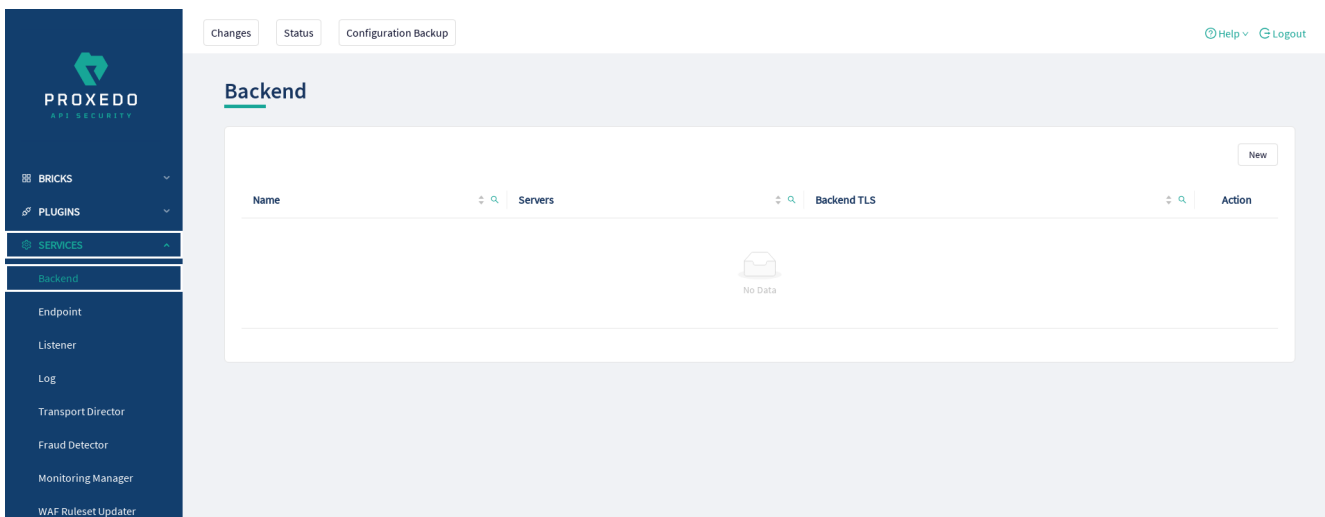 Changes Status Configuration Backup Help Logout
PROXEDO
API SECURITY
Backend
New
BRICKS
PLUGINS
SERVICES
Backend
Endpoint
Listener
Log
Transport Director
Fraud Detector
Monitoring Manager
WAF Ruleset Updater
Name Servers Backend TLS Action
No Data